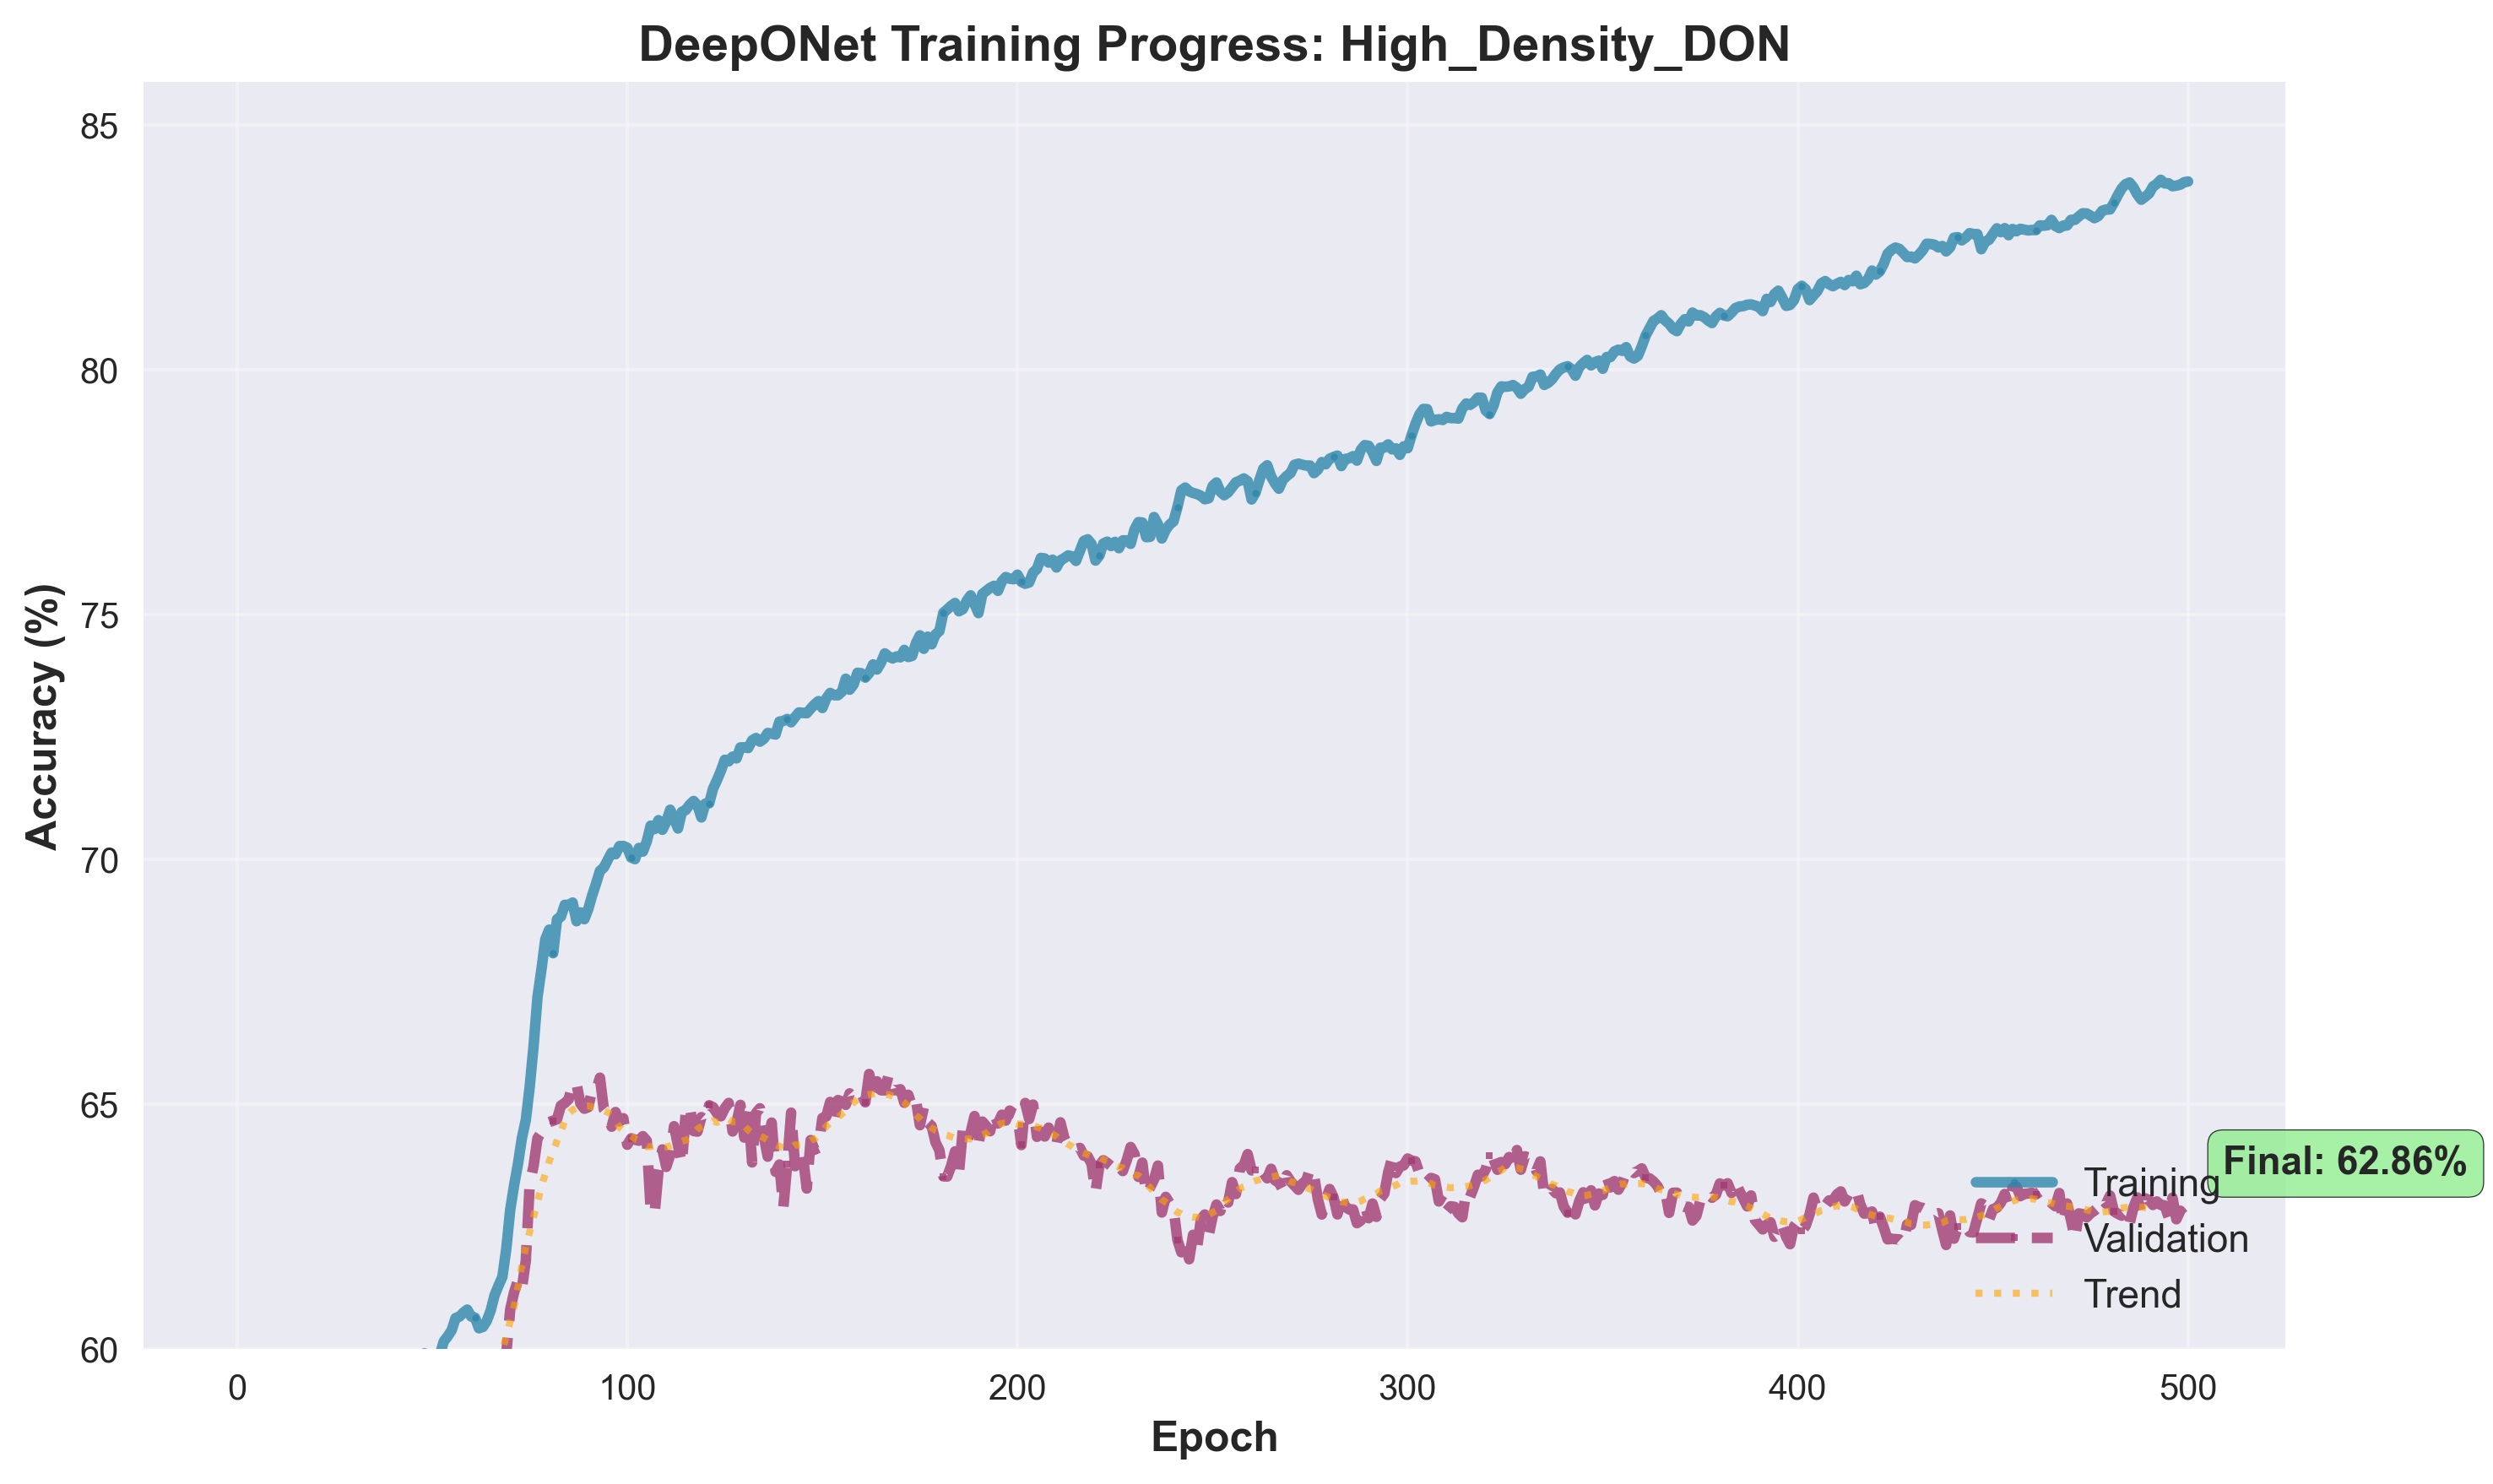 DeepONet Training Progress: High_Density_DON
85
80
75
70
65
60
Accuracy (%)
Final: 62.86%
Training
Validation
Trend
0 100 200 300 400 500
Epoch